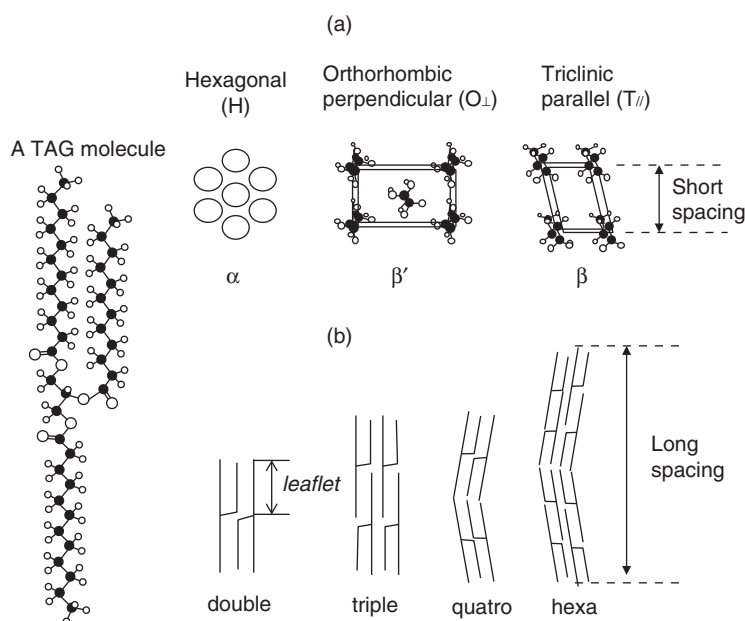 (a)
Hexagonal
(H)
Orthorhombic
perpendicular (O⊥)
Triclinic
parallel (T//)
A TAG molecule
Short
spacing
α
β′
β
(b)
leaflet
Long
spacing
double
triple
quatro
hexa